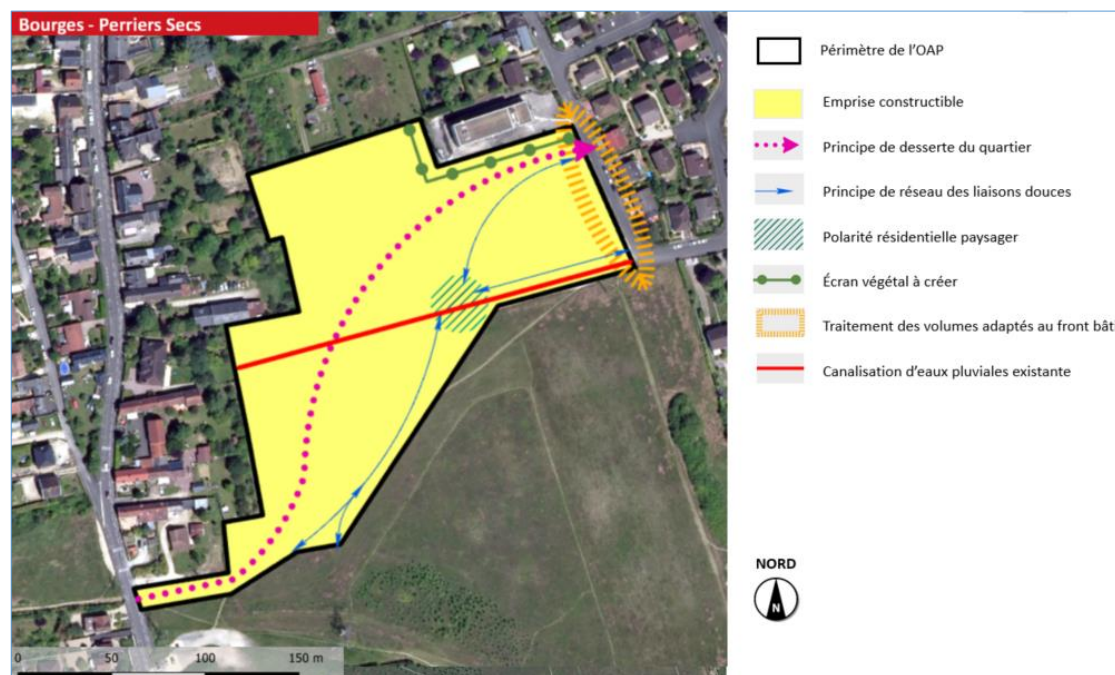 Bourges - Perriers Secs
Périmètre de l'OAP
Emprise constructible
Principe de desserte du quartier
Principe de réseau des liaisons douces
Polarité résidentielle paysager
Écran végétal à créer
Traitement des volumes adaptés au front bât
Canalisation d'eaux pluviales existante
NORD
N
0 50 100 150 m